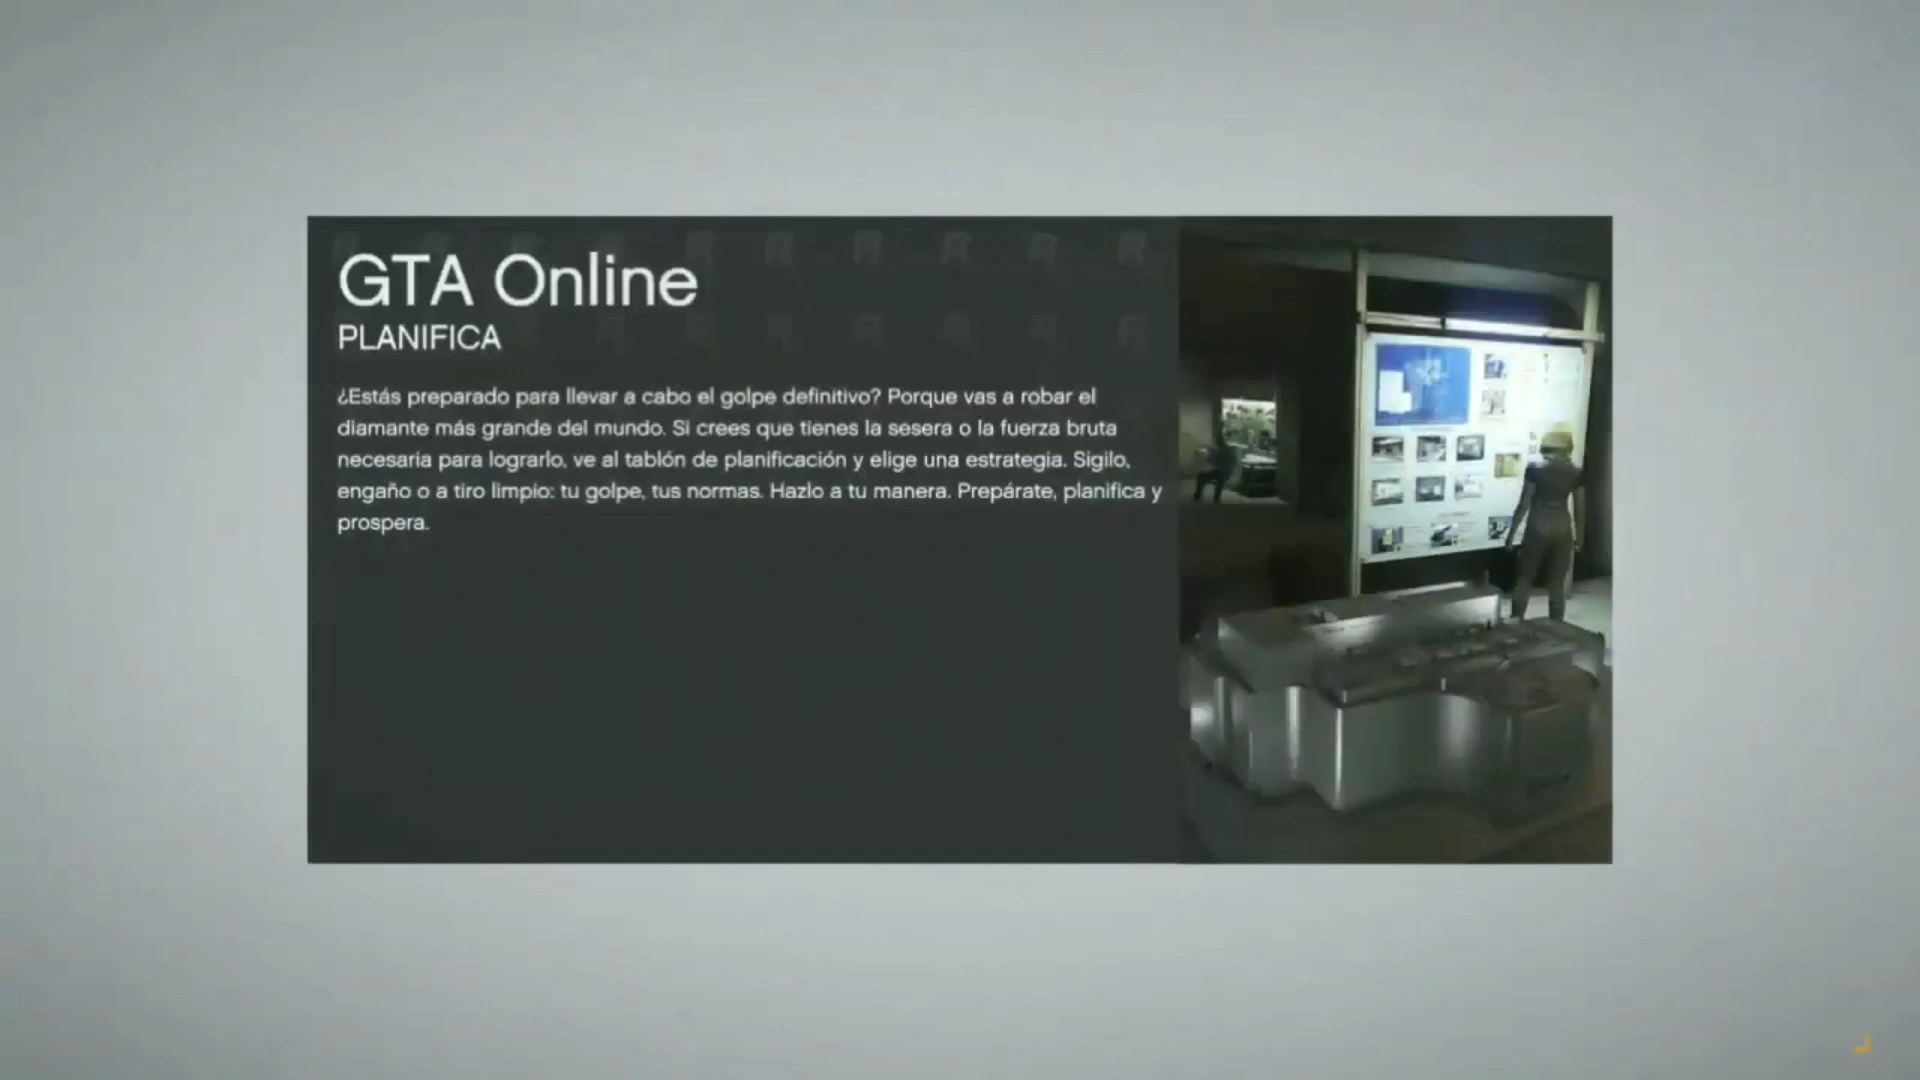 GTA Online
PLANIFICA
¿Estás preparado para llevar a cabo el golpe definitivo? Porque vas a robar el
diamante más grande del mundo. Si crees que tienes la sesera o la fuerza bruta
necesaria para lograrlo, ve al tablón de planificación y elige una estrategia. Sigilo,
engaño o a tiro limpio: tu golpe, tus normas. Hazlo a tu manera. Prepárate, planifica y
prospera.